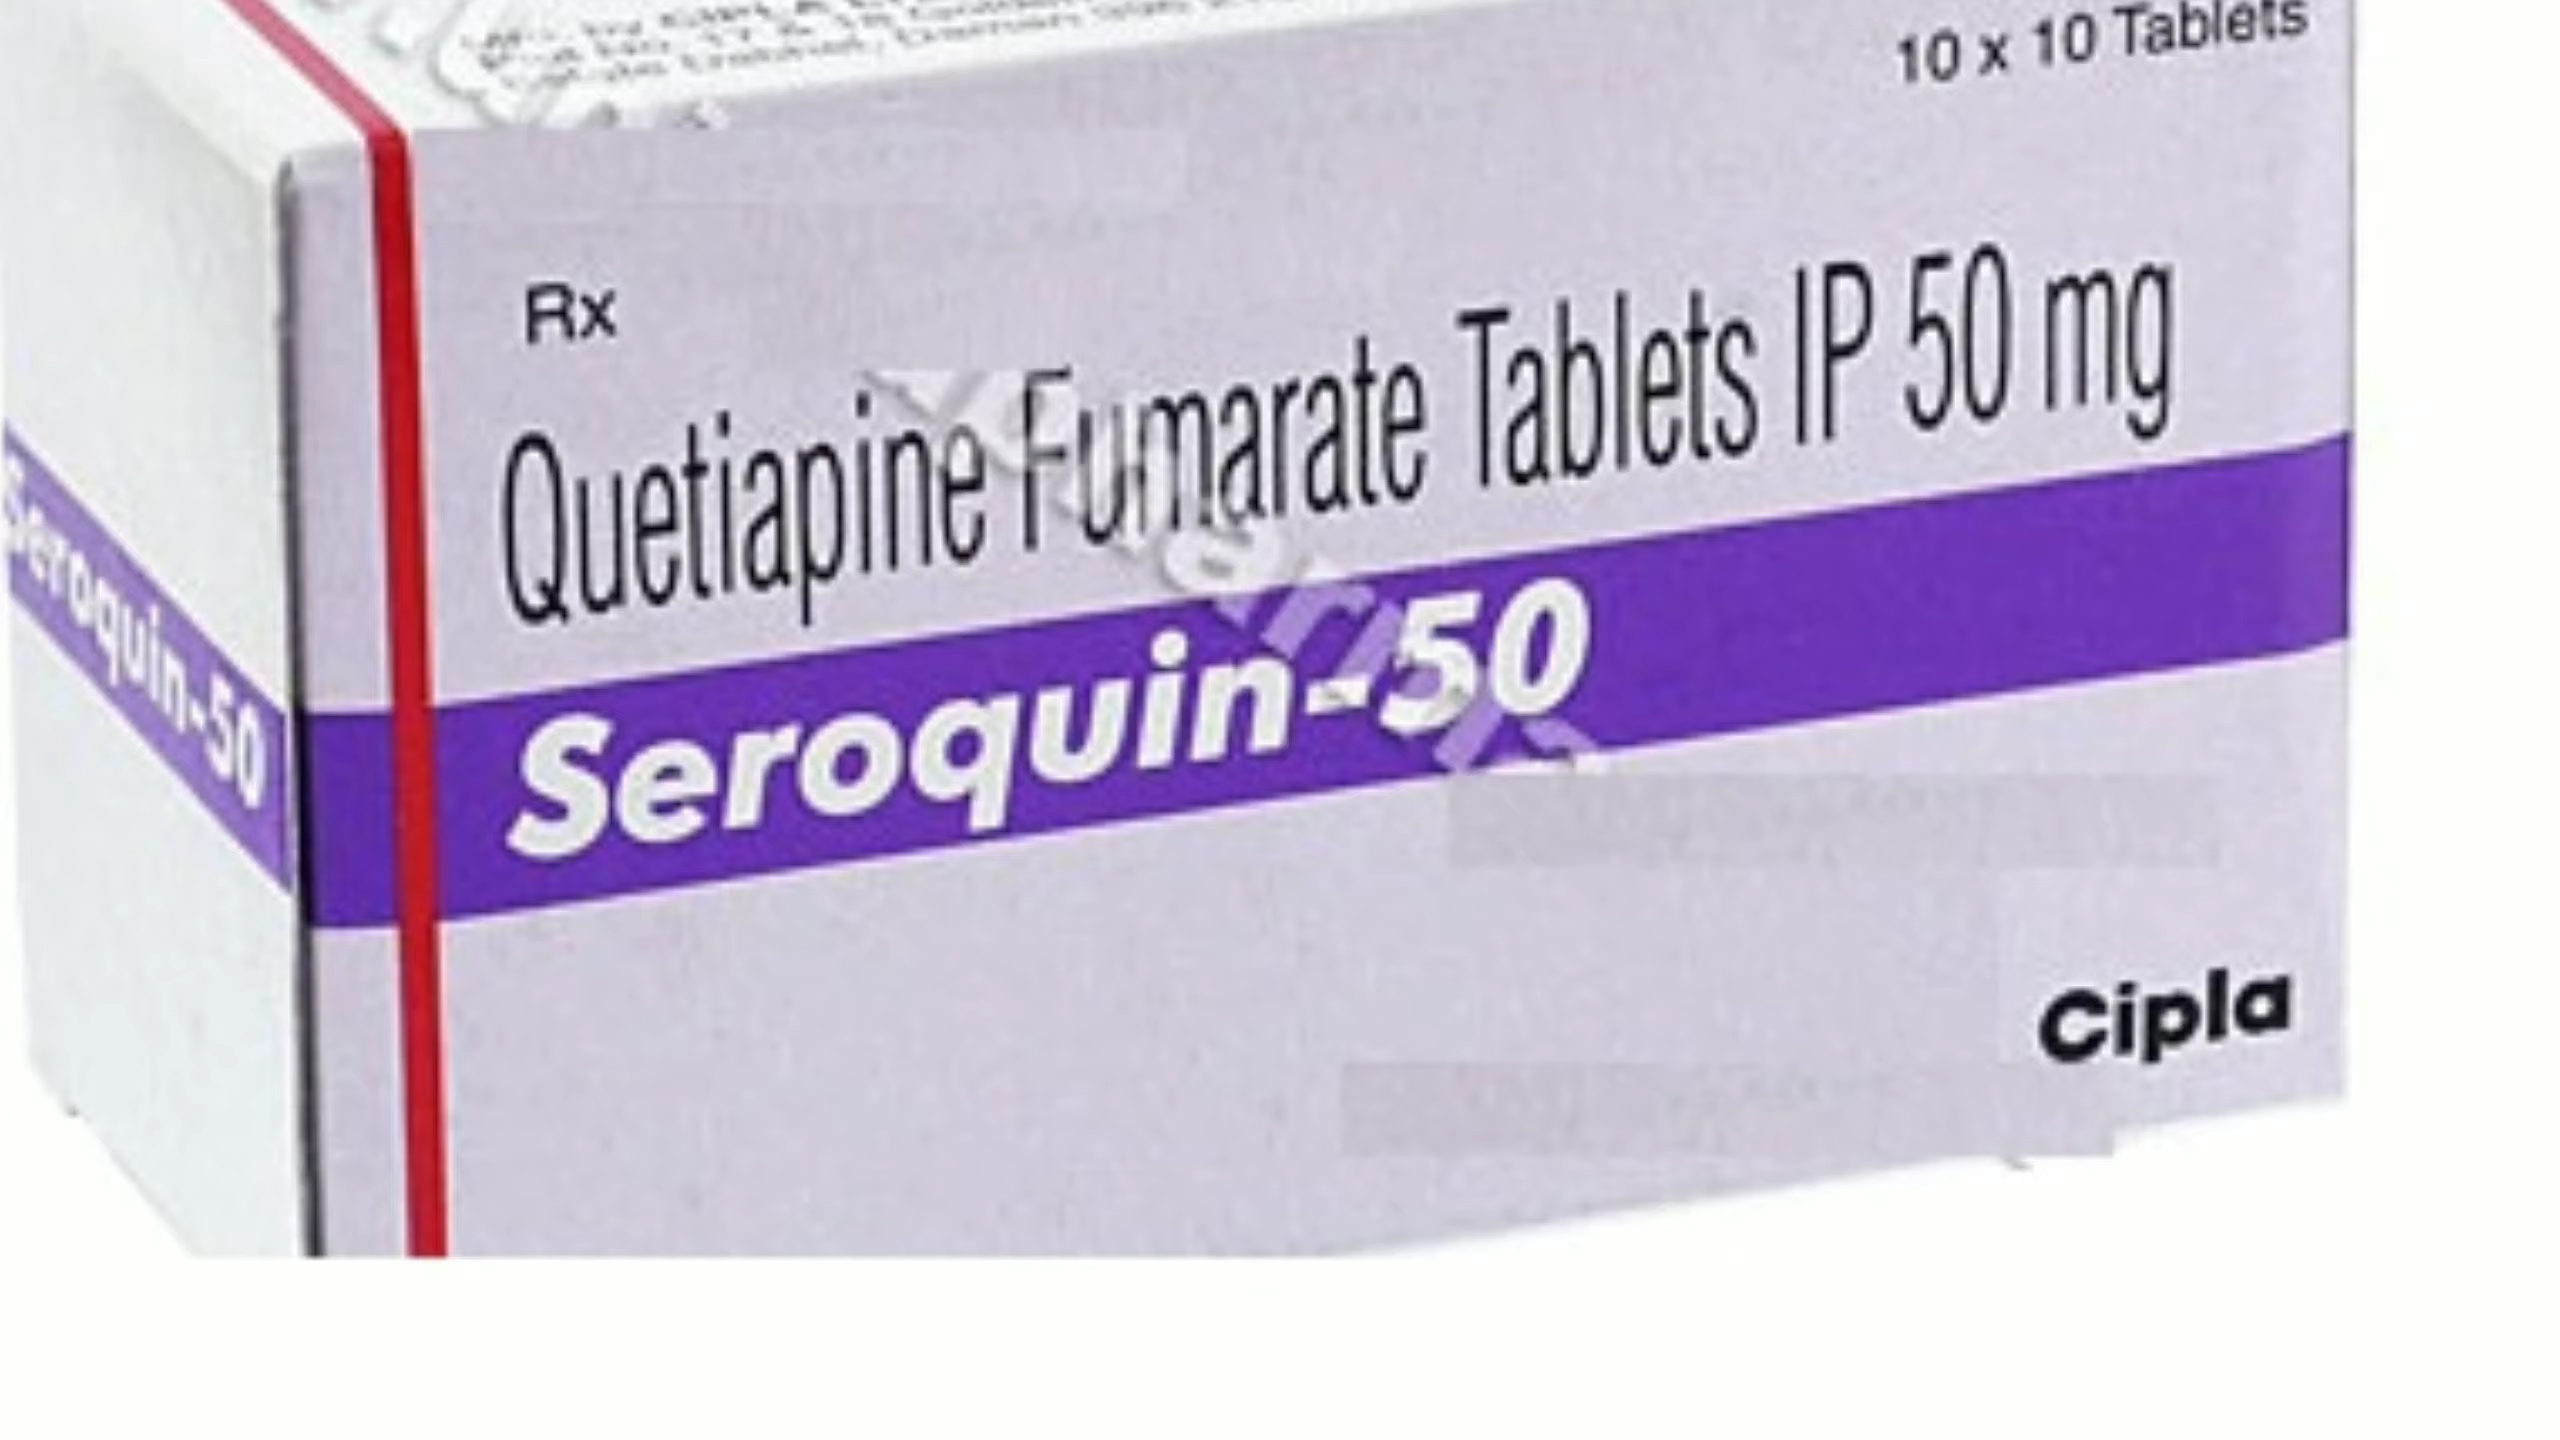 10 x 10 Tablets
Rx
Quetiapine Fumarate Tablets IP 50 mg
Seroquin-50
Seroquin-50
Cipla